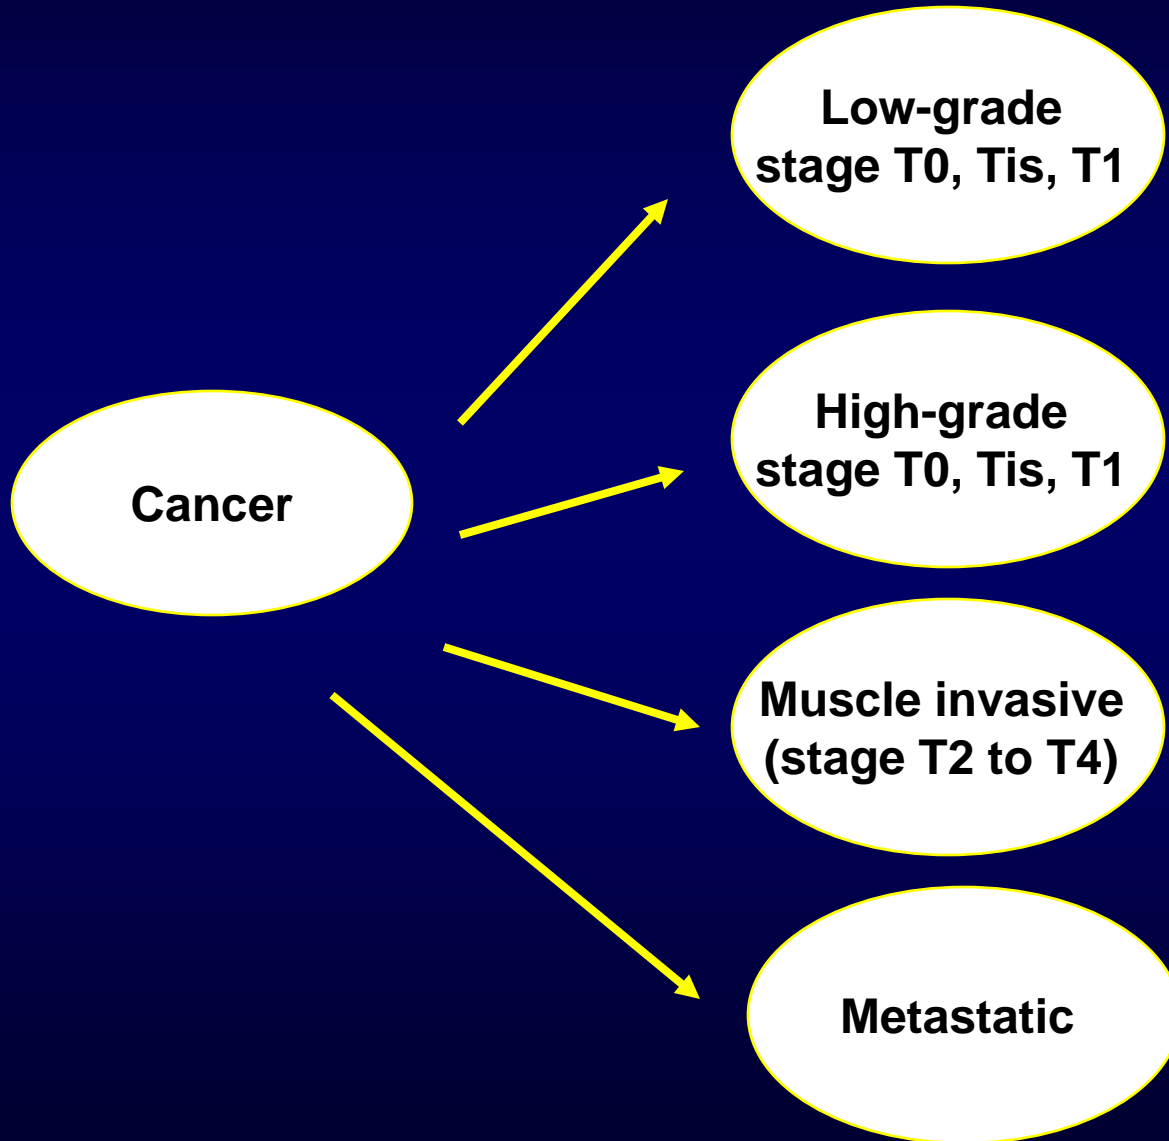 Low-grade
stage T0, Tis, T1
High-grade
stage T0, Tis, T1
Cancer
Muscle invasive
(stage T2 to T4)
Metastatic